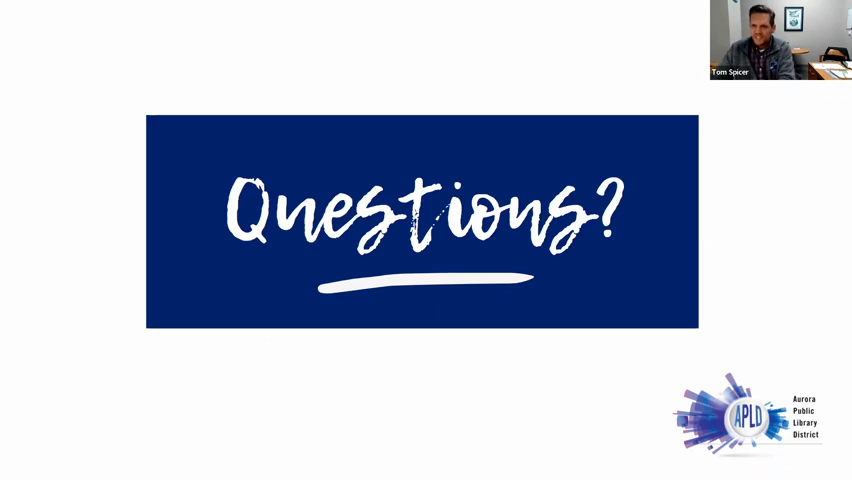 Tom Spicer
Questions?
APLD
Aurora
Public
Library
District